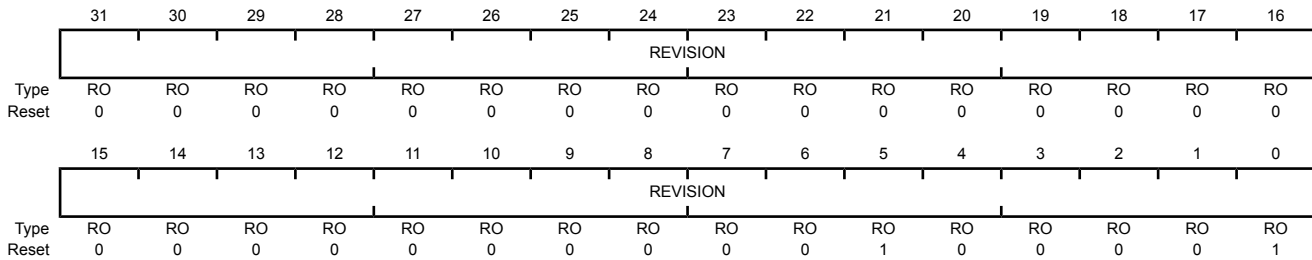 31 30 29 28 27 26 25 24 23 22 21 20 19 18 17 16
REVISION
Type RO RO RO RO RO RO RO RO RO RO RO RO RO RO RO RO
Reset 0 0 0 0 0 0 0 0 0 0 0 0 0 0 0 0
15 14 13 12 11 10 9 8 7 6 5 4 3 2 1 0
REVISION
Type RO RO RO RO RO RO RO RO RO RO RO RO RO RO RO RO
Reset 0 0 0 0 0 0 0 0 0 0 1 0 0 0 0 1